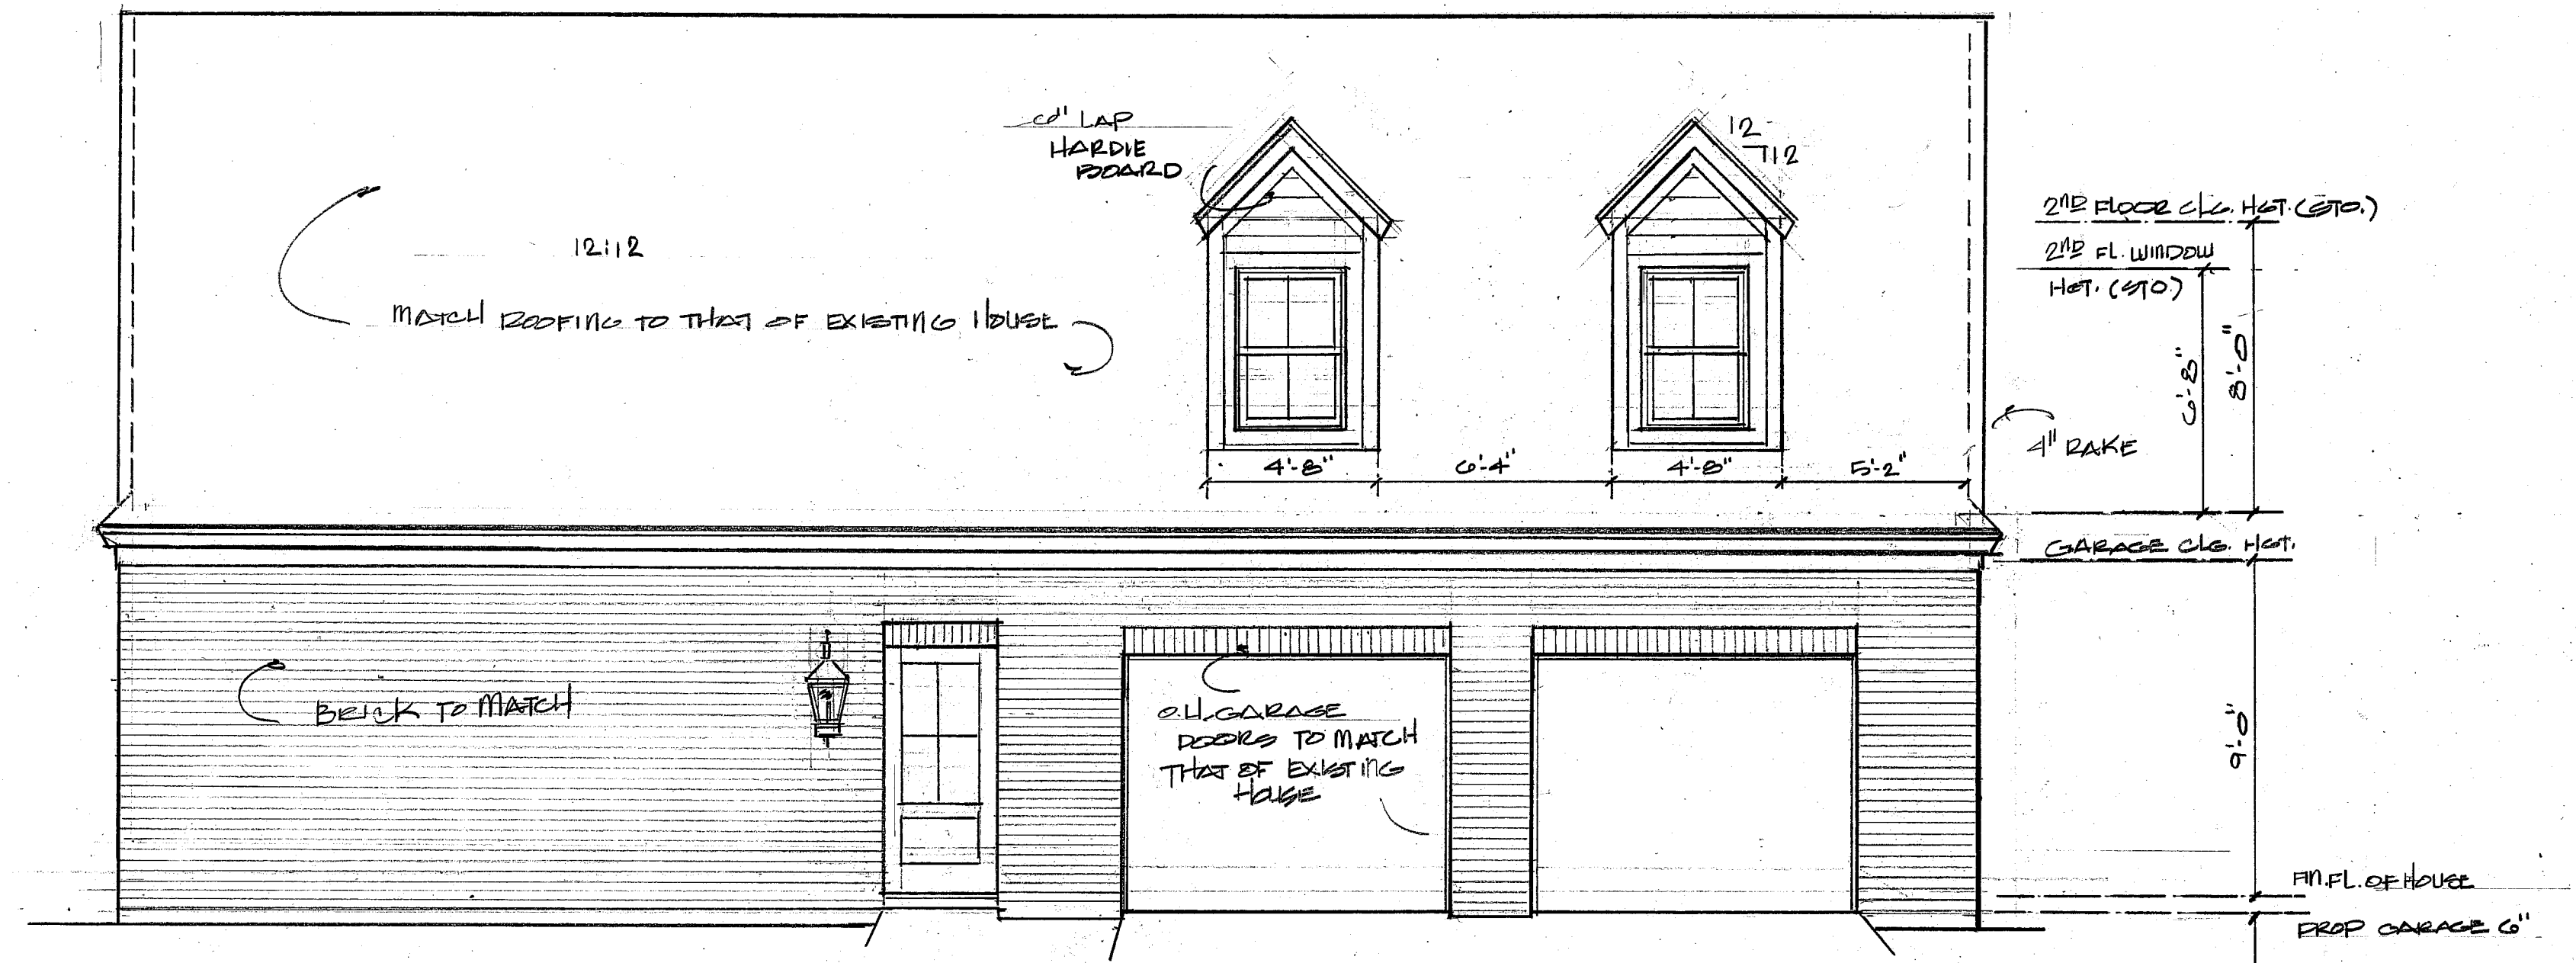 6" LAP
HARDIE
BOARD
12
12
12:12
MATCH ROOFING TO THAT OF EXISTING HOUSE
2ND FLOOR CLG. HGT. (STO.)
2ND FL. WINDOW
HGT. (STO.)
6'-8"
8'-0"
4" RAKE
4'-8"
6'-4"
4'-8"
5'-2"
GARAGE CLG. HGT.
BRICK TO MATCH
O.H. GARAGE
DOORS TO MATCH
THAT OF EXISTING
HOUSE
9'-0"
FIN. FL. OF HOUSE
DROP GARAGE 6"